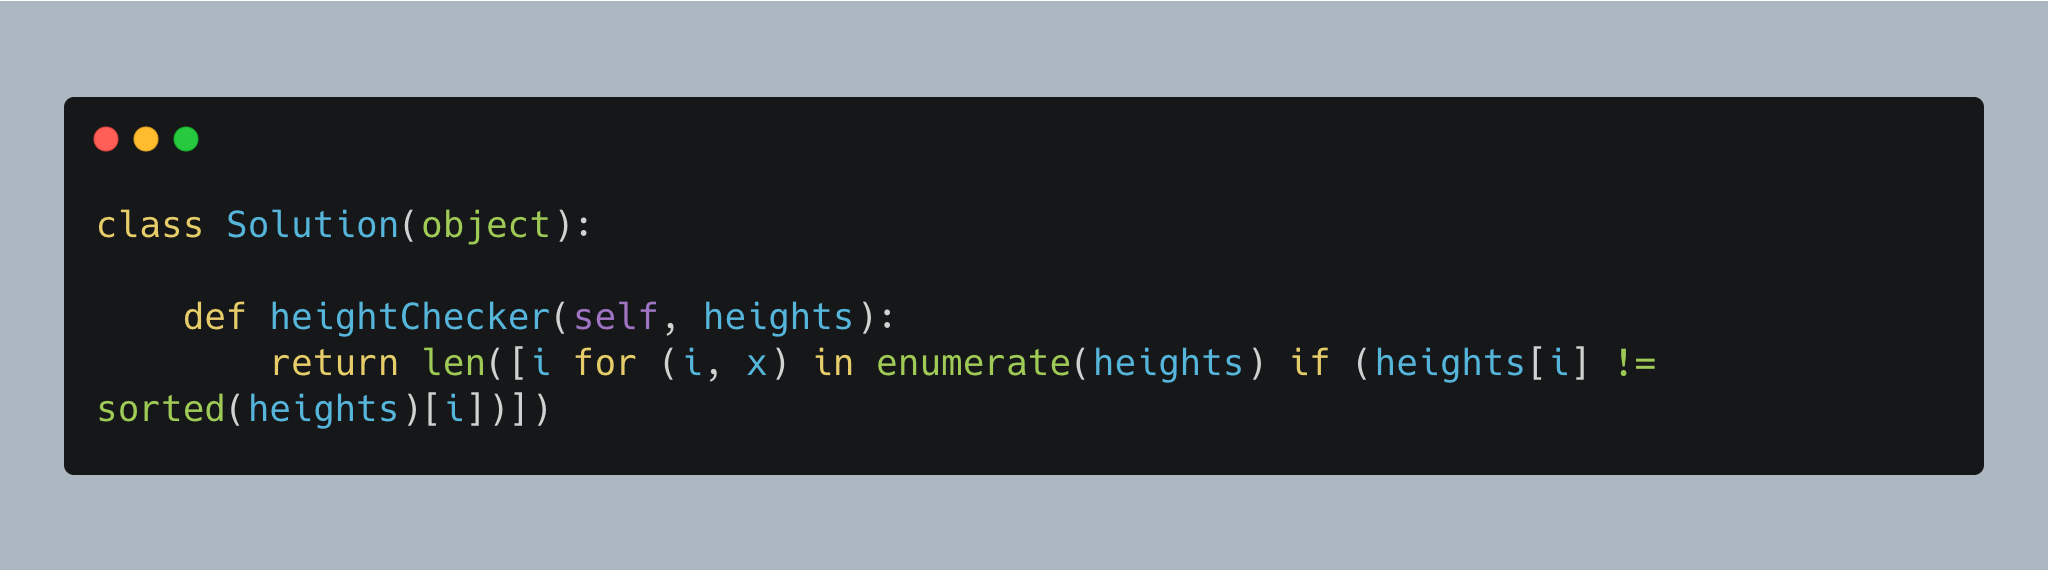 class Solution(object):
    def heightChecker(self, heights):
        return len([i for (i, x) in enumerate(heights) if (heights[i] !=
sorted(heights)[i])])